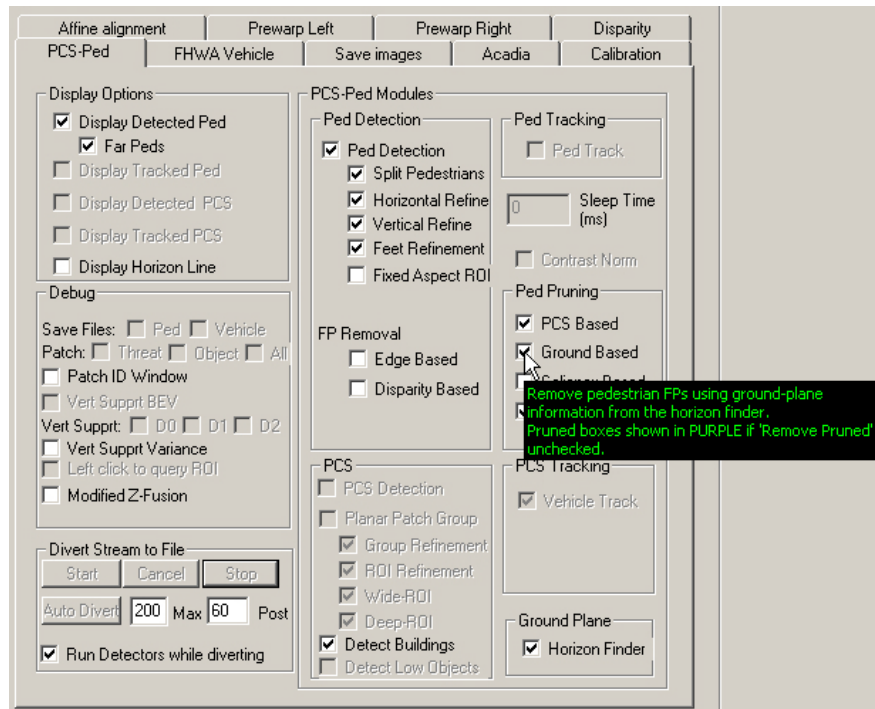 Affine alignment Prewarp Left Prewarp Right Disparity
PCS-Ped FHWA Vehicle Save images Acadia Calibration
Display Options
Display Detected Ped
Far Peds
Display Tracked Ped
Display Detected PCS
Display Tracked PCS
Display Horizon Line
Debug
Save Files: Ped Vehicle
Patch: Threat Object All
Patch ID Window
Vert Supprt BEV
Vert Supprt: D0 D1 D2
Vert Supprt Variance
Left click to query ROI
Modified Z-Fusion
Divert Stream to File
Start Cancel Stop
Auto Divert 200 Max 60 Post
Run Detectors while diverting
PCS-Ped Modules
Ped Detection
Ped Detection
Split Pedestrians
Horizontal Refine
Vertical Refine
Feet Refinement
Fixed Aspect ROI
FP Removal
Edge Based
Disparity Based
Ped Tracking
Ped Track
0 Sleep Time
(ms)
Contrast Norm
Ped Pruning
PCS Based
Ground Based
Remove pedestrian FPs using ground-plane
information from the horizon finder.
Pruned boxes shown in PURPLE if 'Remove Pruned'
unchecked.
PCS
PCS Detection
Planar Patch Group
Group Refinement
ROI Refinement
Wide-ROI
Deep-ROI
Detect Buildings
Detect Low Objects
PCS Tracking
Vehicle Track
Ground Plane
Horizon Finder